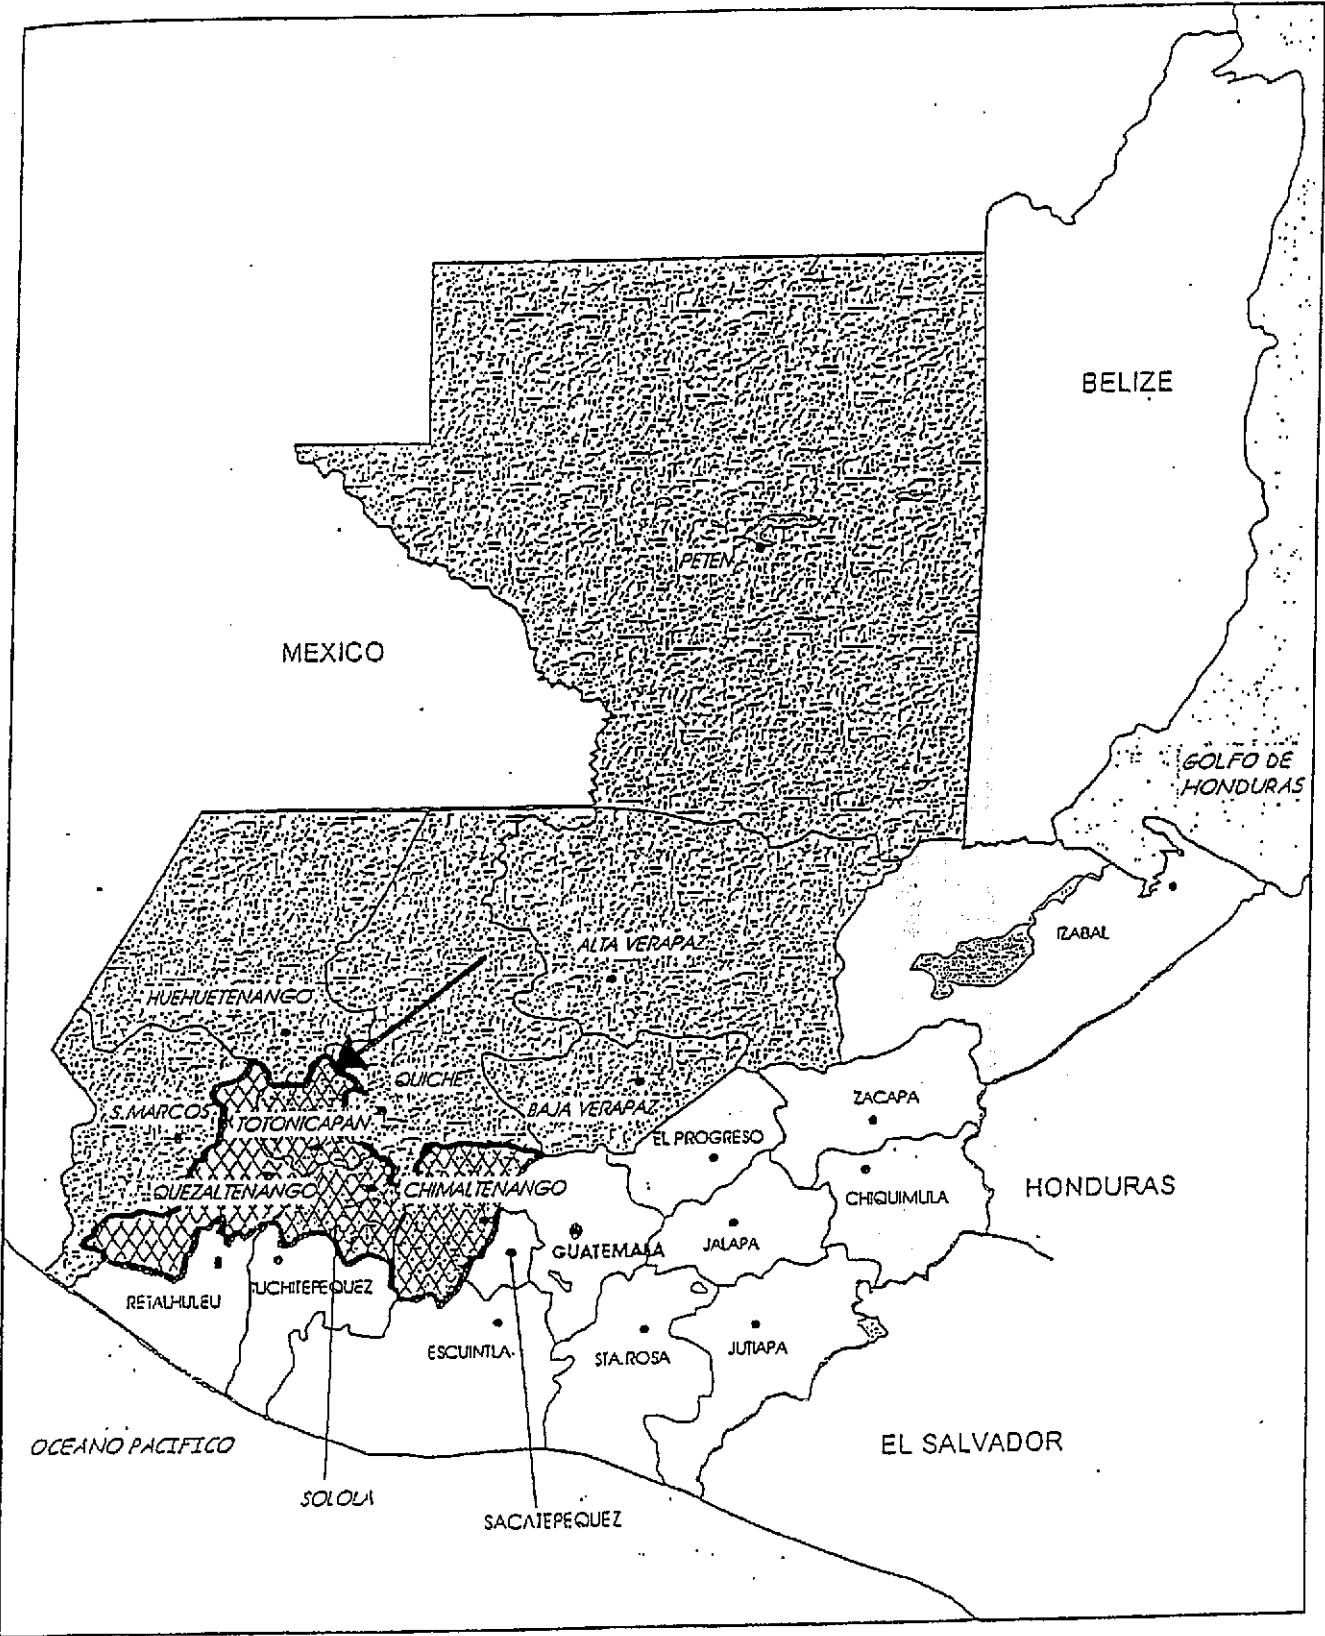 BELIZE
PETEN
MEXICO
GOLFO DE
HONDURAS
IZABAL
ALTA VERAPAZ
HUEHUETENANGO
QUICHE
ZACAPA
S.MARCOS
TOTONICAPAN
BAJA VERAPAZ
EL PROGRESO
QUEZALTENANGO
CHIMALTENANGO
CHIQUIMULA
HONDURAS
GUATEMALA
JALAPA
RETALHULEU
UCHITEPEQUEZ
ESCUINTLA
STA.ROSA
JUTIAPA
OCEANO PACIFICO
EL SALVADOR
SOLOLA
SACATEPEQUEZ